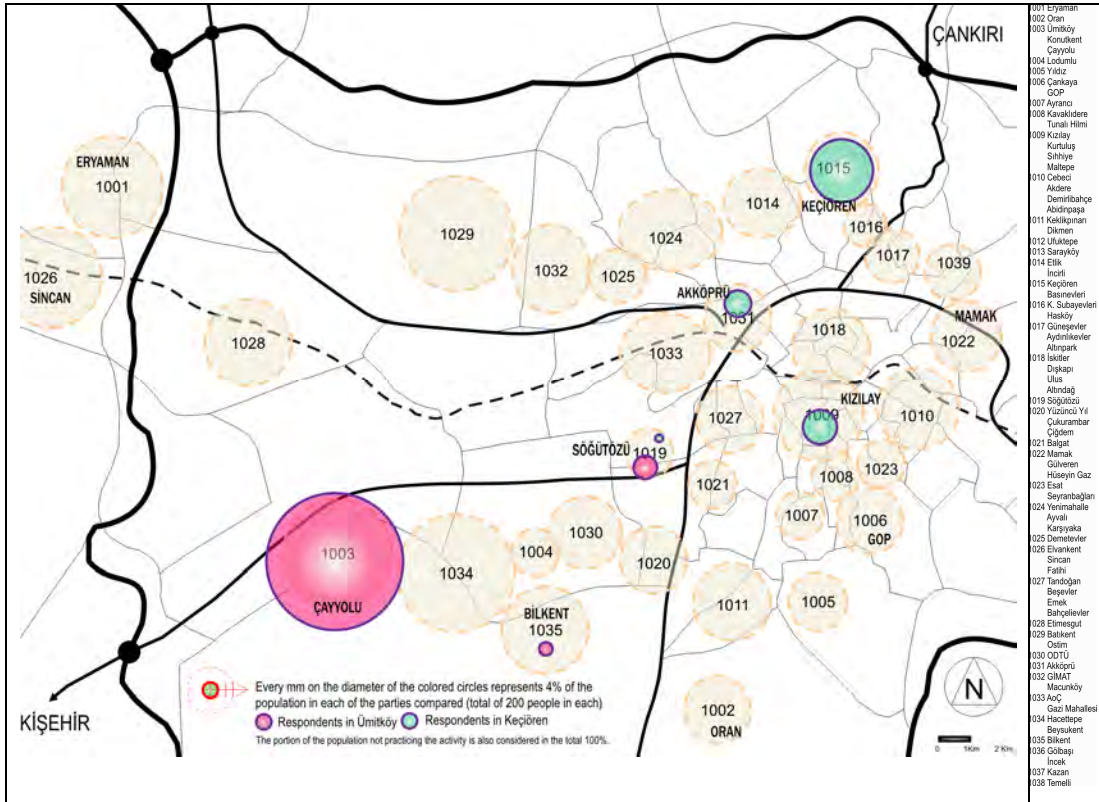 ÇANKIRI
ERYAMAN
1001
1015
KEÇİÖREN
1014
1016
1029
1024
1017
1039
1032
1025
1026
SİNCAN
AKKÖPRÜ
1031
MAMAK
1022
1018
1028
1033
KIZILAY
1009
1010
1027
SÖĞÜTÖZÜ
1019
1023
1008
1021
1007
1006
GOP
1030
1004
1003
ÇAYYOLU
1034
1020
BİLKENT
1035
1011
1005
1002
ORAN
N
0 1Km 2 Km
KİŞEHİR
Every mm on the diameter of the colored circles represents 4% of the
population in each of the parties compared (total of 200 people in each)
Respondents in Ümitköy Respondents in Keçiören
The portion of the population not practicing the activity is also considered in the total 100%.
1001 Eryaman
1002 Oran
1003 Ümitköy
Konutkent
Çayyolu
1004 Lodumlu
1005 Yıldız
1006 Çankaya
GOP
1007 Ayrancı
1008 Kavaklıdere
Tunalı Hilmi
1009 Kızılay
Kurtuluş
Sıhhiye
Maltepe
1010 Cebeci
Akdere
Demirlibahçe
Abidinpaşa
1011 Keklikpınarı
Dikmen
1012 Ufuktepe
1013 Sarayköy
1014 Etlik
İncirli
1015 Keçiören
Basınevleri
1016 K. Subayevleri
Hasköy
1017 Güneşevler
Aydınlıkevler
Altınpark
1018 İskitler
Dışkapı
Ulus
Altındağ
1019 Söğütözü
1020 Yüzüncü Yıl
Çukurambar
Çiğdem
1021 Balgat
1022 Mamak
Gülveren
Hüseyin Gaz
1023 Esat
Seyranbağları
1024 Yenimahalle
Ayvalı
Karşıyaka
1025 Demetevler
1026 Elvankent
Sincan
Fatihi
1027 Tandoğan
Beşevler
Emek
Bahçelievler
1028 Etimesgut
1029 Batıkent
Ostim
1030 ODTÜ
1031 Akköprü
1032 GİMAT
Macunköy
1033 AoÇ
Gazi Mahallesi
1034 Hacettepe
Beysukent
1035 Bilkent
1036 Gölbaşı
İncek
1037 Kazan
1038 Temelli